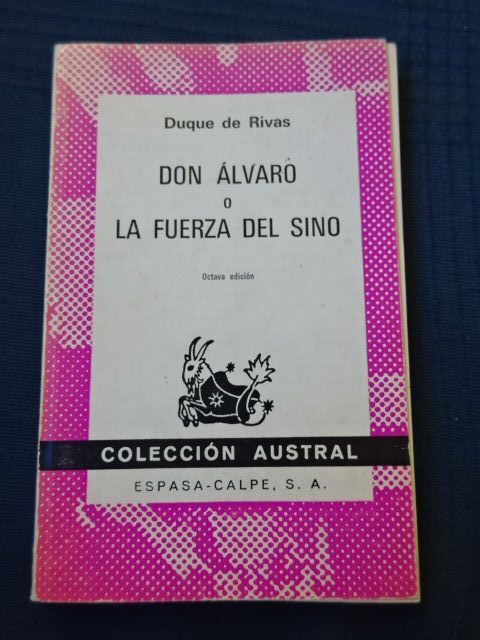 Duque de Rivas
DON ÁLVARO
o
LA FUERZA DEL SINO
Octava edición
COLECCIÓN AUSTRAL
ESPASA-CALPE, S. A.